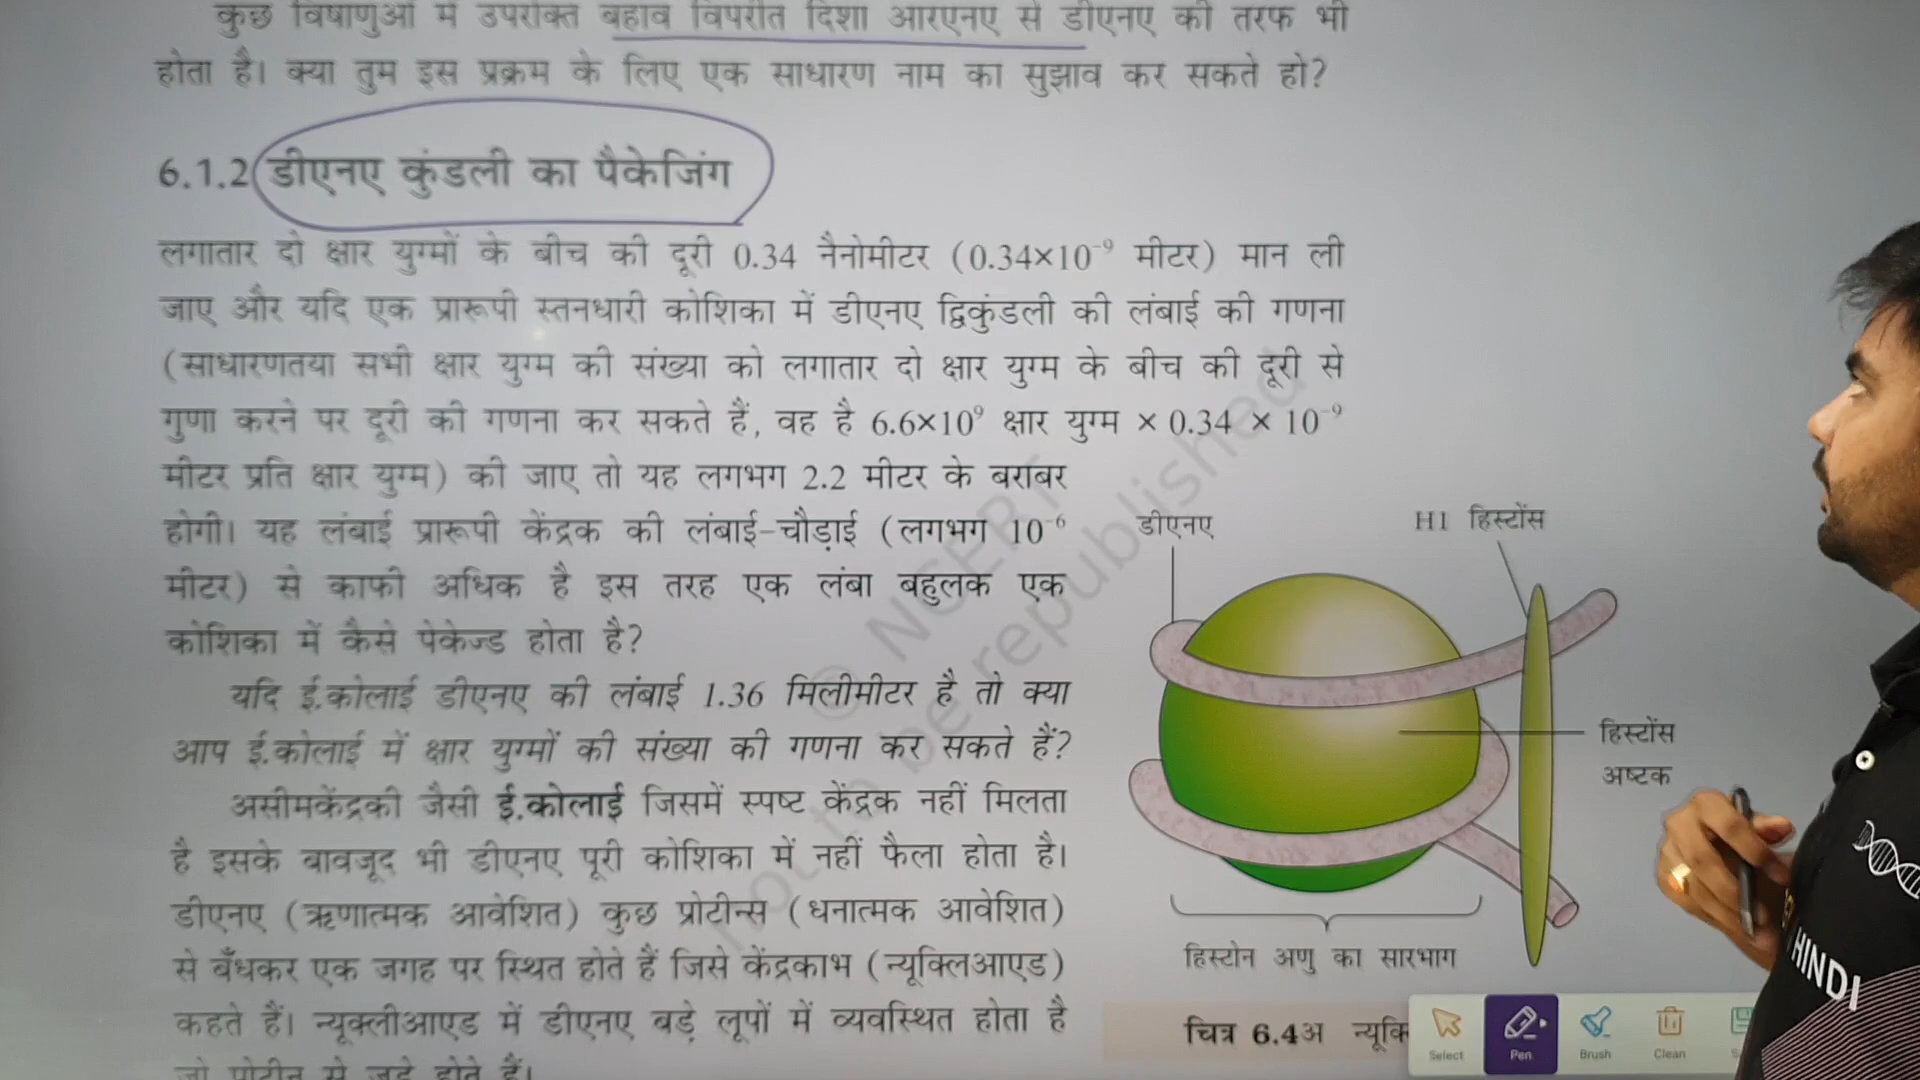 कुछ विषाणुओं में उपरोक्त बहाव विपरीत दिशा आरएनए से डीएनए की तरफ भी
होता है। क्या तुम इस प्रक्रम के लिए एक साधारण नाम का सुझाव कर सकते हो?
6.1.2 डीएनए कुंडली का पैकेजिंग
लगातार दो क्षार युग्मों के बीच की दूरी 0.34 नैनोमीटर (0.34×10⁻⁹ मीटर) मान ली
जाए और यदि एक प्रारूपी स्तनधारी कोशिका में डीएनए द्विकुंडली की लंबाई की गणना
(साधारणतया सभी क्षार युग्म की संख्या को लगातार दो क्षार युग्म के बीच की दूरी से
गुणा करने पर दूरी की गणना कर सकते हैं, वह है 6.6×10⁹ क्षार युग्म × 0.34 × 10⁻⁹
मीटर प्रति क्षार युग्म) की जाए तो यह लगभग 2.2 मीटर के बराबर
होगी। यह लंबाई प्रारूपी केंद्रक की लंबाई-चौड़ाई (लगभग 10⁻⁶
मीटर) से काफी अधिक है इस तरह एक लंबा बहुलक एक
कोशिका में कैसे पेकेज्ड होता है?
यदि ई.कोलाई डीएनए की लंबाई 1.36 मिलीमीटर है तो क्या
आप ई.कोलाई में क्षार युग्मों की संख्या की गणना कर सकते हैं?
असीमकेंद्रकी जैसी ई.कोलाई जिसमें स्पष्ट केंद्रक नहीं मिलता
है इसके बावजूद भी डीएनए पूरी कोशिका में नहीं फैला होता है।
डीएनए (ऋणात्मक आवेशित) कुछ प्रोटीन्स (धनात्मक आवेशित)
से बँधकर एक जगह पर स्थित होते हैं जिसे केंद्रकाभ (न्यूक्लिआएड)
कहते हैं। न्यूक्लीआएड में डीएनए बड़े लूपों में व्यवस्थित होता है
जो प्रोटीन से जुड़े होते हैं।
© NCERT
not to be republished
डीएनए
H1 हिस्टोंस
हिस्टोंस
अष्टक
हिस्टोन अणु का सारभाग
चित्र 6.4अ
Select
Pen
Brush
Clean
HINDI